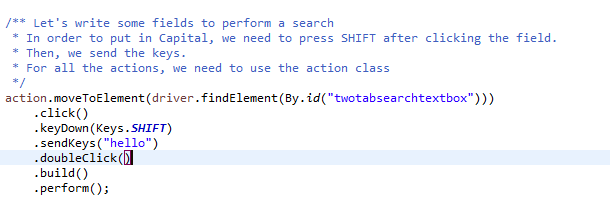 /** Let's write some fields to perform a search
 * In order to put in Capital, we need to press SHIFT after clicking the field.
 * Then, we send the keys.
 * For all the actions, we need to use the action class
 */
action.moveToElement(driver.findElement(By.id("twotabsearchtextbox")))
    .click()
    .keyDown(Keys.SHIFT)
    .sendKeys("hello")
    .doubleClick()
    .build()
    .perform();